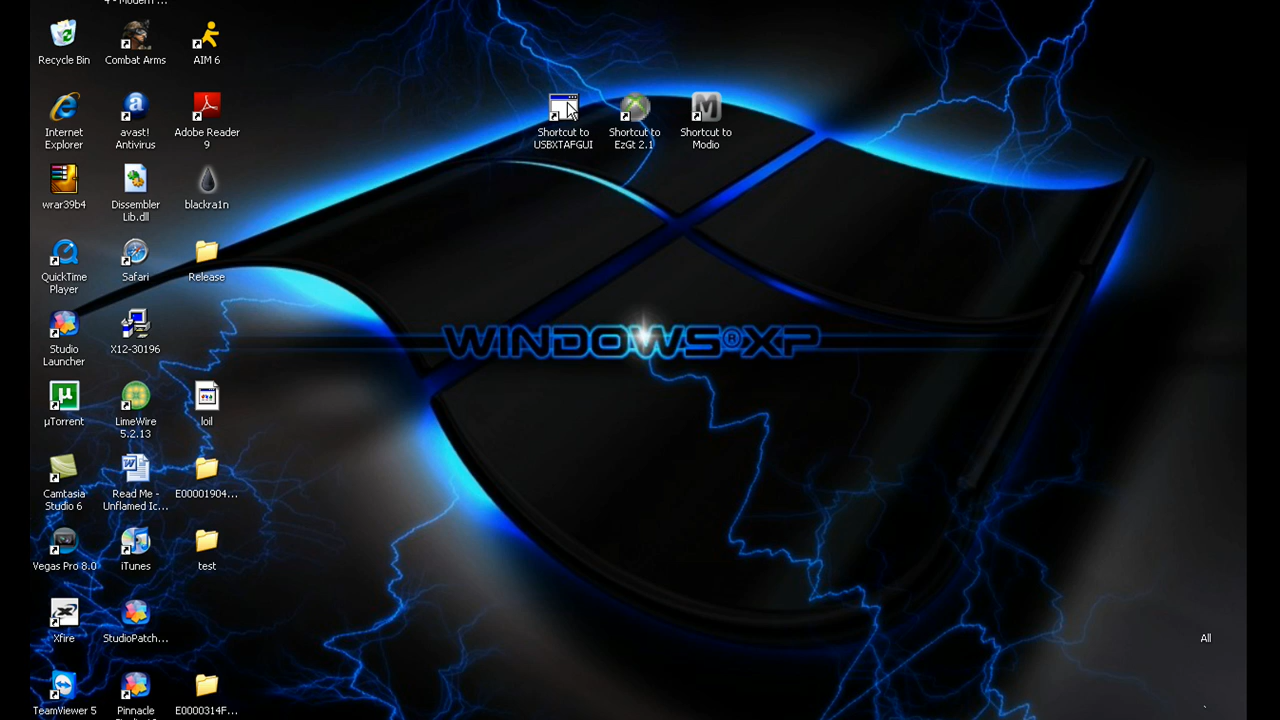 4 - Modern ...
Recycle Bin
Combat Arms
AIM 6
Internet
Explorer
avast!
Antivirus
Adobe Reader
9
Shortcut to
USBXTAFGUI
Shortcut to
EzGt 2.1
Shortcut to
Modio
wrar39b4
Dissembler
Lib.dll
blackra1n
QuickTime
Player
Safari
Release
Studio
Launcher
X12-30196
WINDOWS®XP
µTorrent
LimeWire
5.2.13
loil
Camtasia
Studio 6
Read Me -
Unflamed Ic...
E00001904...
Vegas Pro 8.0
iTunes
test
Xfire
StudioPatch...
All
TeamViewer 5
Pinnacle
E0000314F...